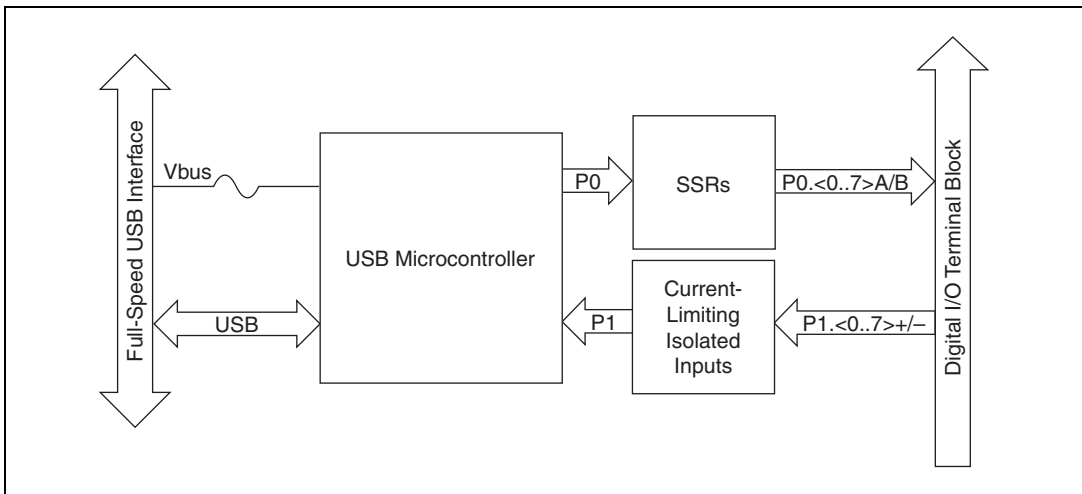 Full-Speed USB Interface
Vbus
USB
USB Microcontroller
P0
SSRs
P0.<0..7>A/B
P1
Current-
Limiting
Isolated
Inputs
P1.<0..7>+/–
Digital I/O Terminal Block